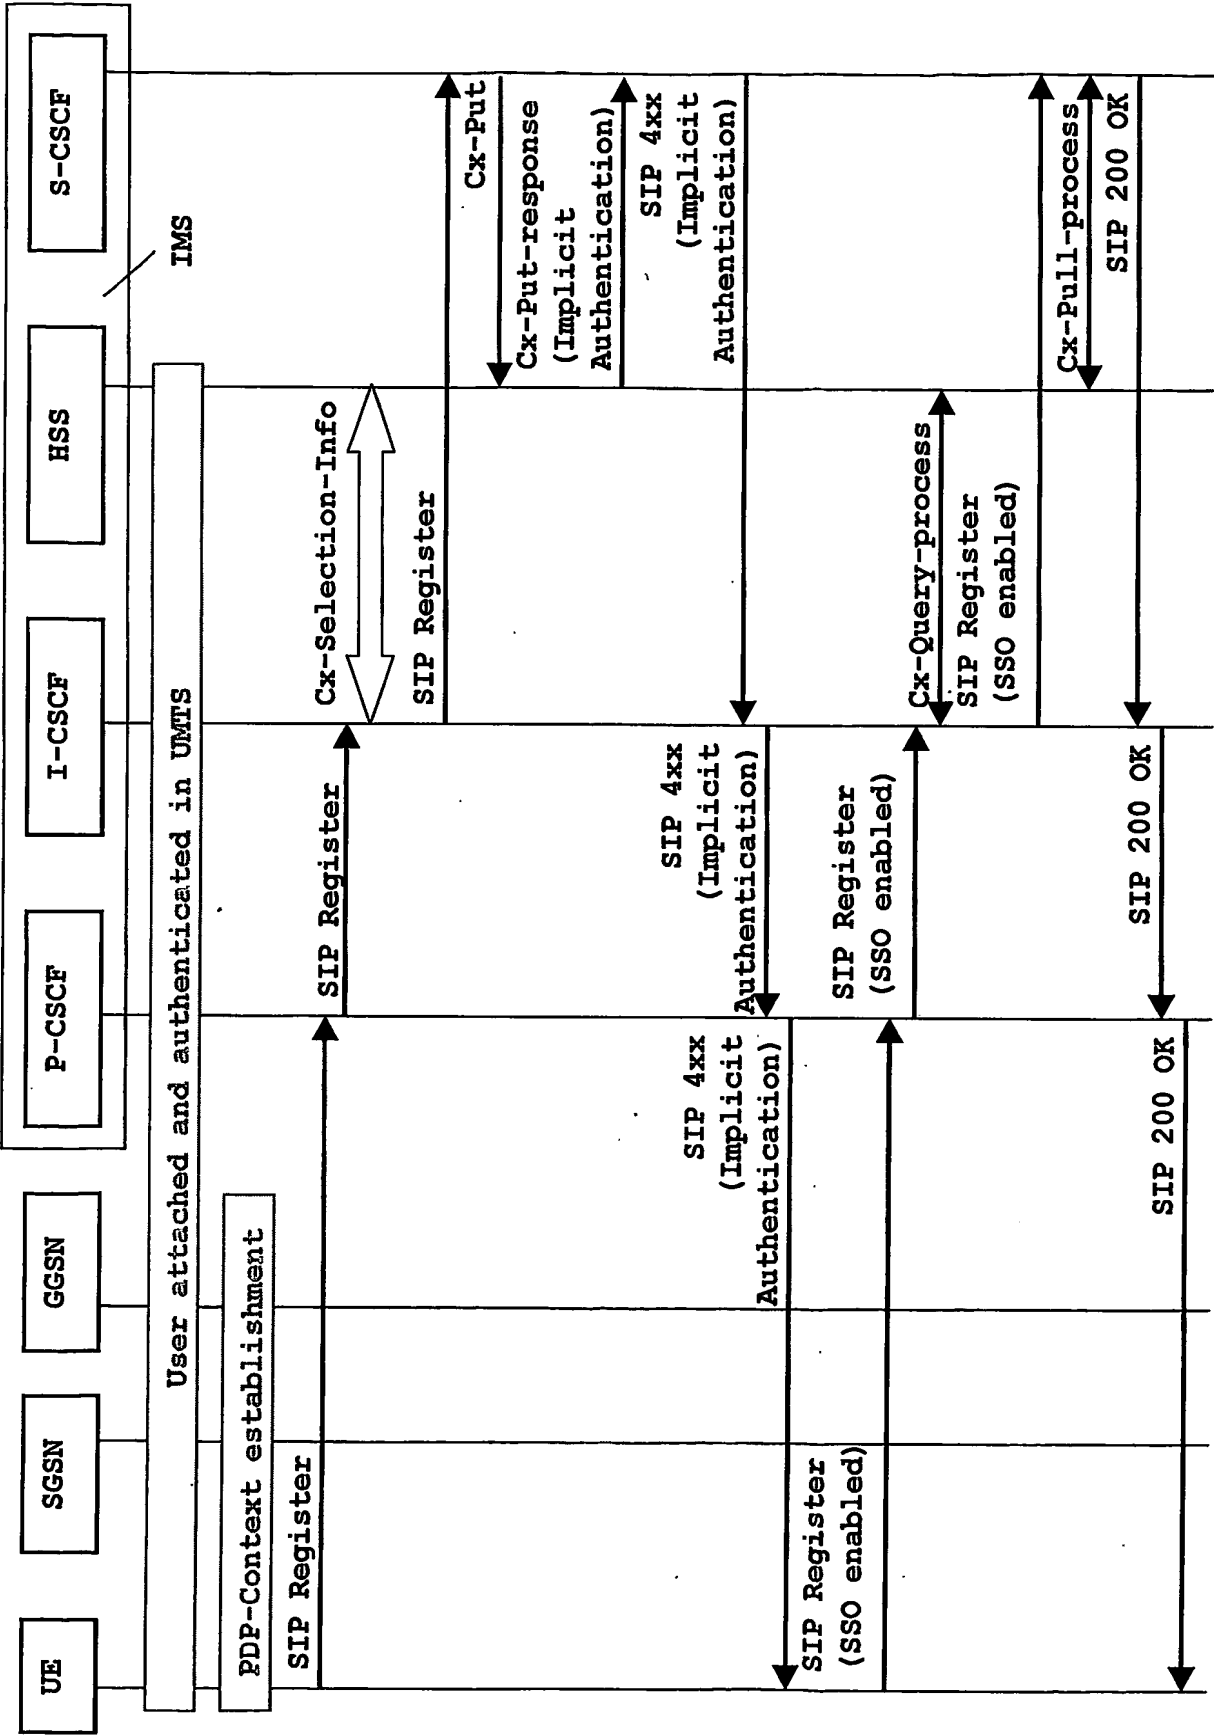 UE
SGSN
GGSN
P-CSCF
I-CSCF
HSS
S-CSCF
IMS
User attached and authenticated in UMTS
PDP-Context establishment
SIP Register
SIP Register
Cx-Selection-Info
SIP Register
Cx-Put
Cx-Put-response
(Implicit
Authentication)
SIP 4xx
(Implicit
Authentication)
SIP 4xx
(Implicit
Authentication)
SIP 4xx
(Implicit
Authentication)
SIP Register
(SSO enabled)
SIP Register
(SSO enabled)
Cx-Query-process
SIP Register
(SSO enabled)
Cx-Pull-process
SIP 200 OK
SIP 200 OK
SIP 200 OK